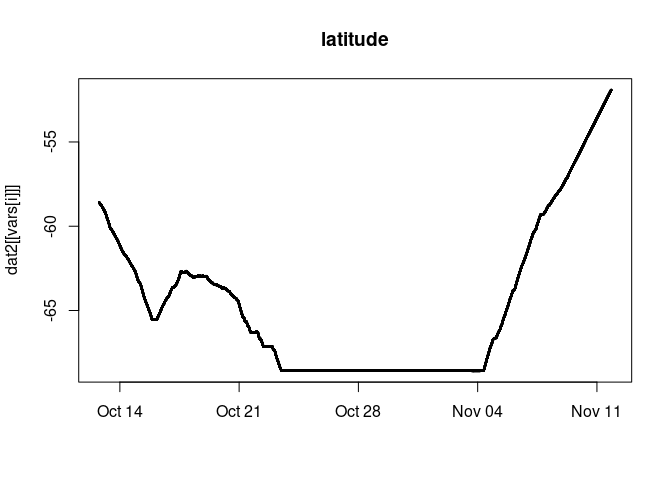 latitude
dat2[[vars[i]]]
-55
-60
-65
Oct 14
Oct 21
Oct 28
Nov 04
Nov 11